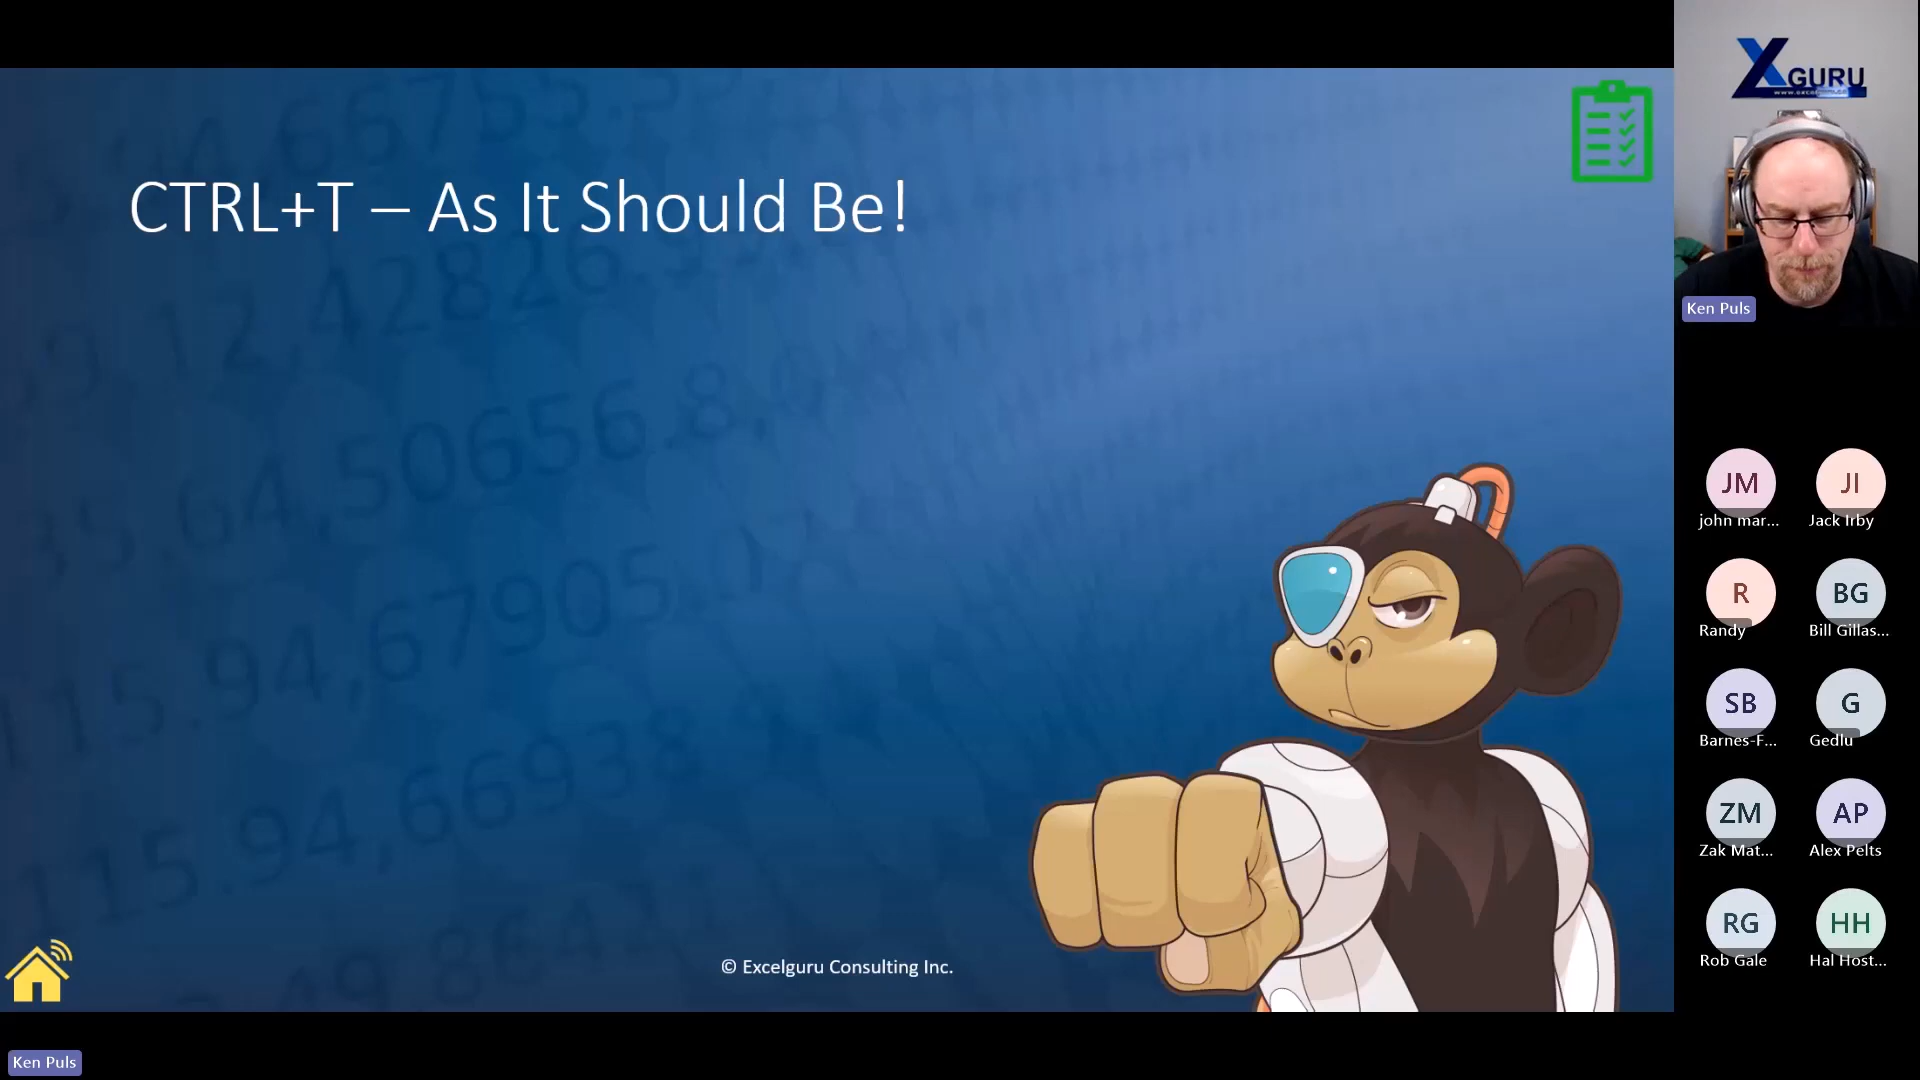 CTRL+T – As It Should Be!
© Excelguru Consulting Inc.
Ken Puls
XGURU
Ken Puls
JM
john mar...
JI
Jack Irby
R
Randy
BG
Bill Gillas...
SB
Barnes-F...
G
Gedlu
ZM
Zak Mat...
AP
Alex Pelts
RG
Rob Gale
HH
Hal Host...